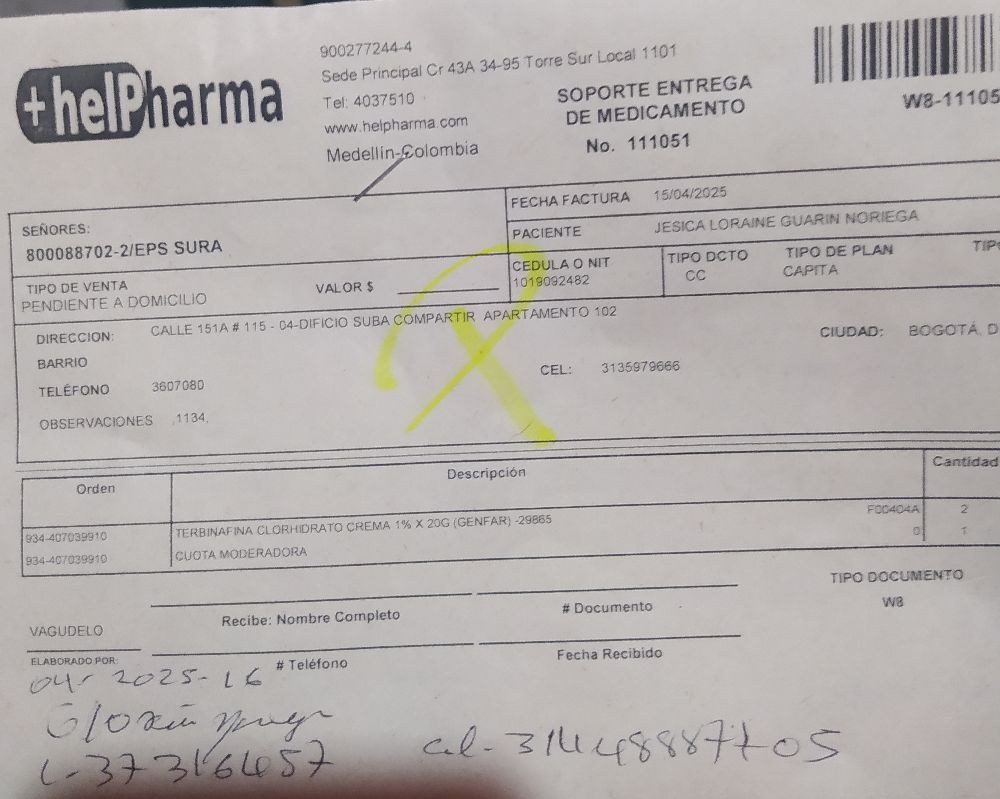 +helPharma
900277244-4
Sede Principal Cr 43A 34-95 Torre Sur Local 1101
Tel: 4037510
www.helpharma.com
Medellín-Colombia
SOPORTE ENTREGA
DE MEDICAMENTO
No. 111051
W8-11105
SEÑORES:
800088702-2/EPS SURA
FECHA FACTURA 15/04/2025
PACIENTE JESICA LORAINE GUARIN NORIEGA
TIPO DE VENTA
PENDIENTE A DOMICILIO
VALOR $
CEDULA O NIT
1019092482
TIPO DCTO
CC
TIPO DE PLAN
CAPITA
TIPO
DIRECCION: CALLE 151A # 115 - 04-DIFICIO SUBA COMPARTIR APARTAMENTO 102
CIUDAD: BOGOTÁ, D
BARRIO
TELÉFONO 3607080
CEL: 3135979666
OBSERVACIONES .1134.
Orden Descripción Cantidad
934-407039910 TERBINAFINA CLORHIDRATO CREMA 1% X 20G (GENFAR) -29865 F00404A 2
934-407039910 CUOTA MODERADORA 0 1
TIPO DOCUMENTO
W8
Recibe: Nombre Completo
# Documento
VAGUDELO
ELABORADO POR:
# Teléfono
Fecha Recibido
04- 2025-16